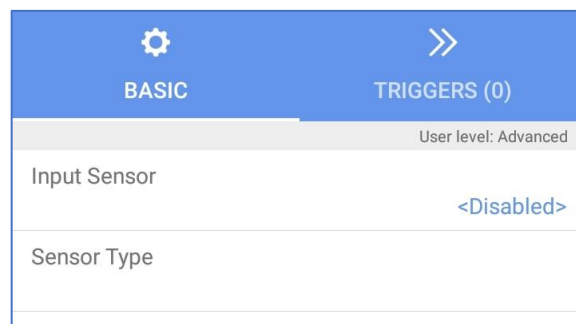 BASIC
TRIGGERS (0)
User level: Advanced
Input Sensor
<Disabled>
Sensor Type